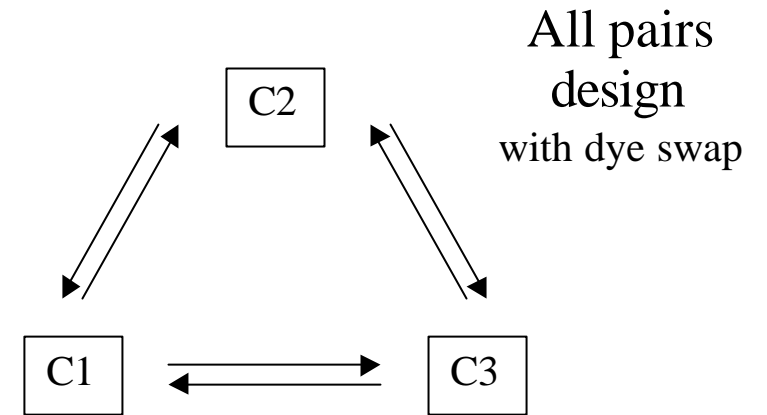 All pairs
design
with dye swap
C2
C1
C3